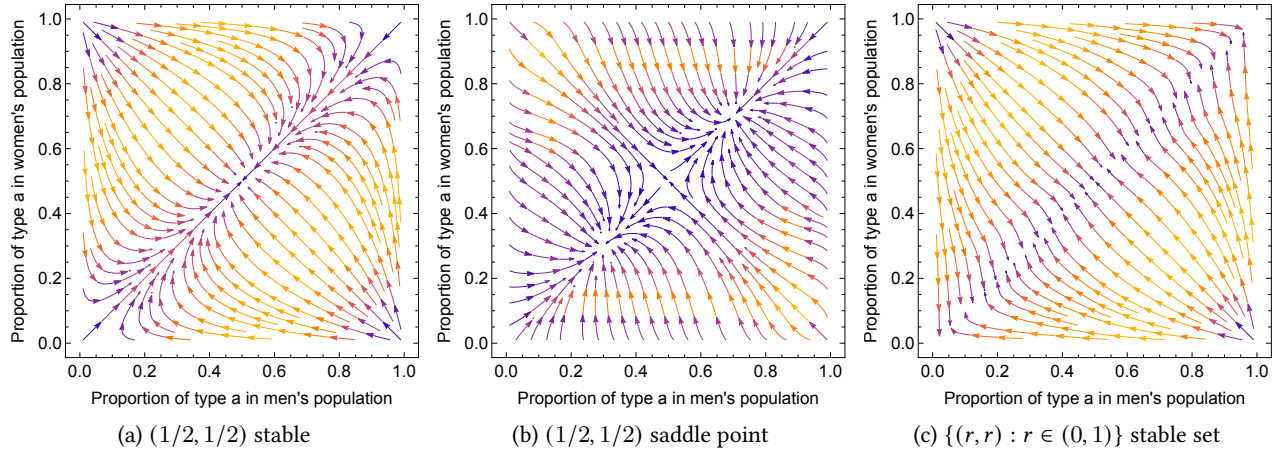 1.0
0.8
0.6
0.4
0.2
0.0
Proportion of type a in women's population
0.0 0.2 0.4 0.6 0.8 1.0
Proportion of type a in men's population
(a) (1/2, 1/2) stable
1.0
0.8
0.6
0.4
0.2
0.0
Proportion of type a in women's population
0.0 0.2 0.4 0.6 0.8 1.0
Proportion of type a in men's population
(b) (1/2, 1/2) saddle point
1.0
0.8
0.6
0.4
0.2
0.0
Proportion of type a in women's population
0.0 0.2 0.4 0.6 0.8 1.0
Proportion of type a in men's population
(c) {(r, r) : r ∈ (0, 1)} stable set